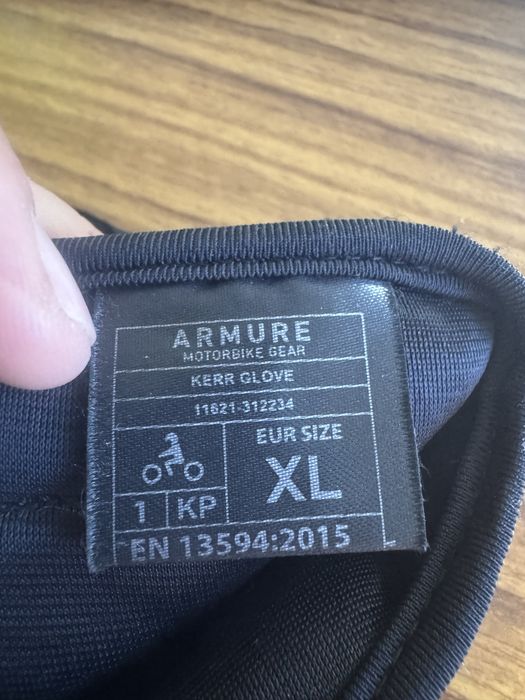 ARMURE
MOTORBIKE GEAR
KERR GLOVE
11621-312234
EUR SIZE
XL
1 KP
EN 13594:2015